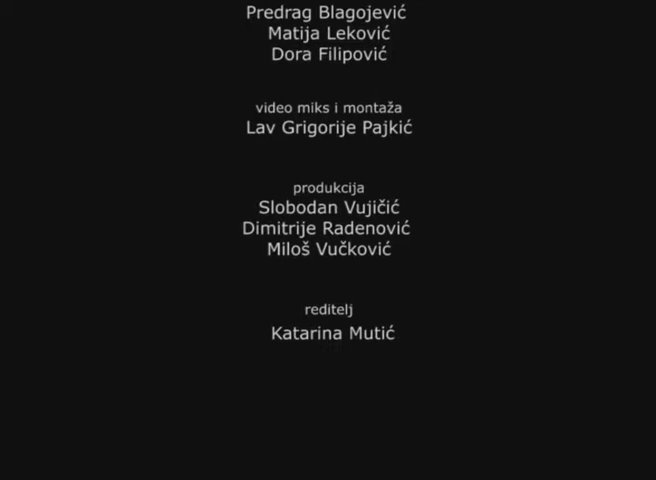 Predrag Blagojević
Matija Leković
Dora Filipović
video miks i montaža
Lav Grigorije Pajkić
produkcija
Slobodan Vujičić
Dimitrije Radenović
Miloš Vučković
reditelj
Katarina Mutić